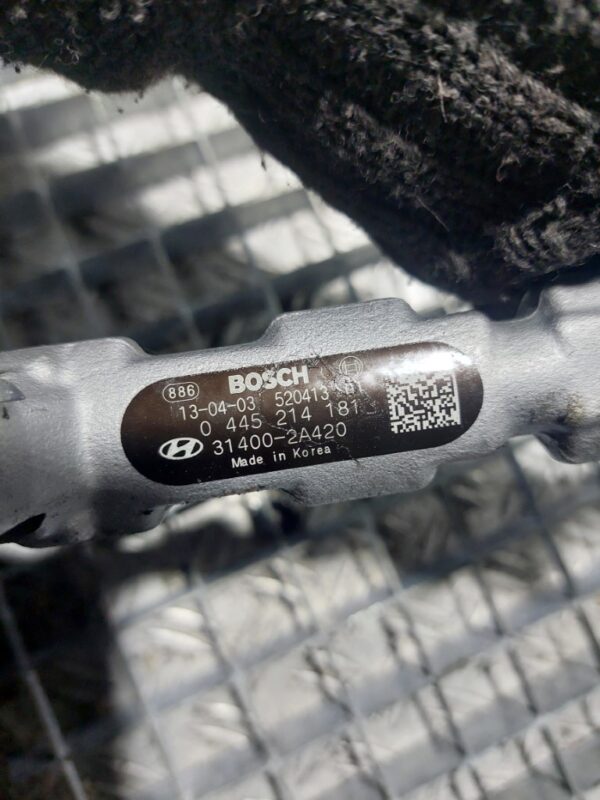 886 BOSCH
13-04-03 520413
0 445 214 181
31400-2A420
Made in Korea